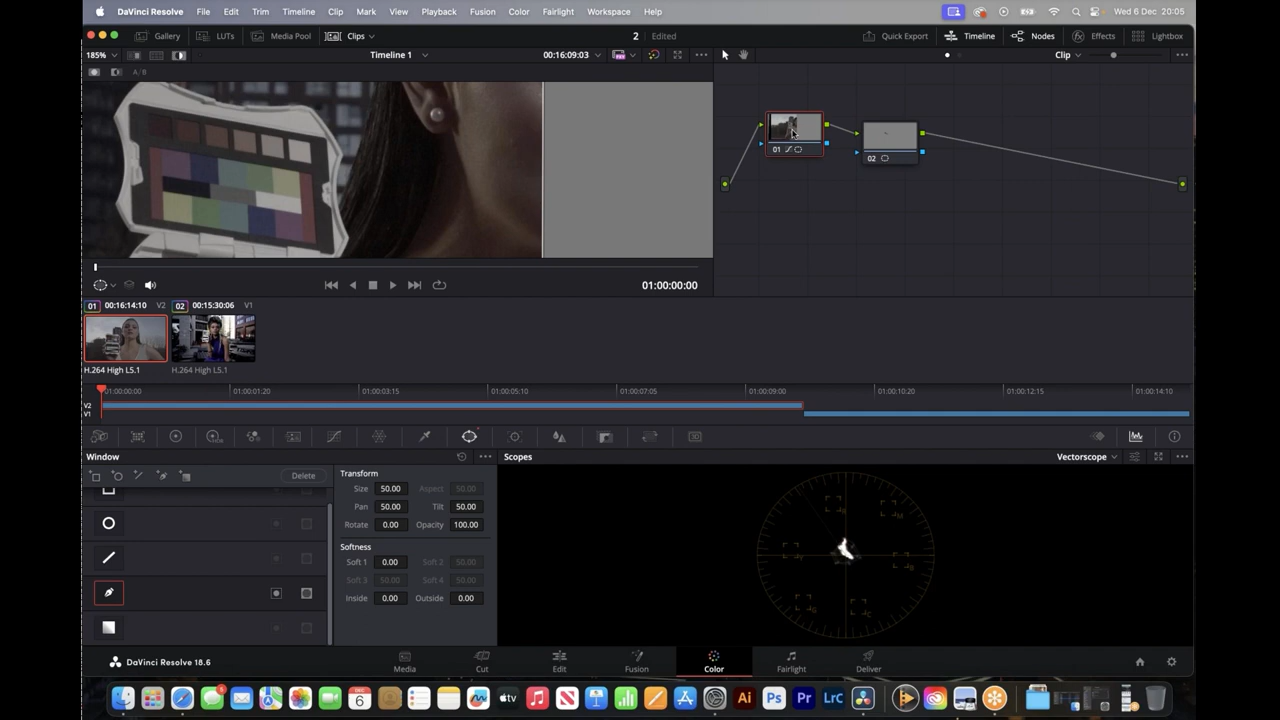 DaVinci Resolve File Edit Trim Timeline Clip Mark View Playback Fusion Color Fairlight Workspace Help Wed 6 Dec 20:05
Gallery LUTs Media Pool Clips 2 Edited Quick Export Timeline Nodes Effects Lightbox
185% Timeline 1 00:16:09:03 Clip
A/B
01
02
01:00:00:00
01 00:16:14:10 V2 02 00:15:30:06 V1
H.264 High L5.1 H.264 High L5.1
01:00:00:00 01:00:01:20 01:00:03:15 01:00:05:10 01:00:07:05 01:00:09:00 01:00:10:20 01:00:12:15 01:00:14:10
V2
V1
Window Scopes Vectorscope
Delete
Transform
Size 50.00 Aspect 50.00
Pan 50.00 Tilt 50.00
Rotate 0.00 Opacity 100.00
Softness
Soft 1 0.00 Soft 2 50.00
Soft 3 50.00 Soft 4 50.00
Inside 0.00 Outside 0.00
DaVinci Resolve 18.6 Media Cut Edit Fusion Color Fairlight Deliver